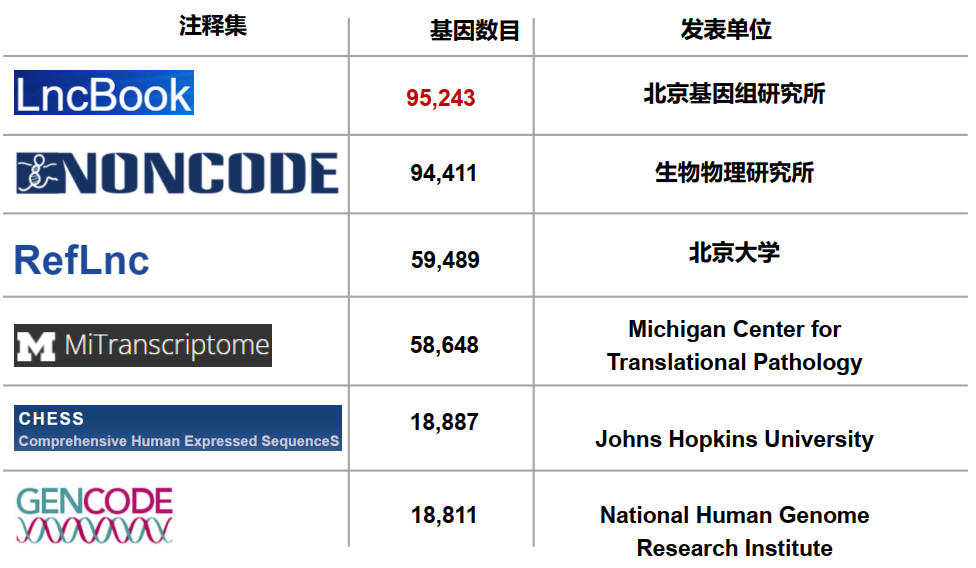 注释集 基因数目 发表单位
LncBook 95,243 北京基因组研究所
NONCODE 94,411 生物物理研究所
RefLnc 59,489 北京大学
M MiTranscriptome 58,648 Michigan Center for
Translational Pathology
CHESS 18,887
Comprehensive Human Expressed SequenceS Johns Hopkins University
GENCODE 18,811 National Human Genome
Research Institute